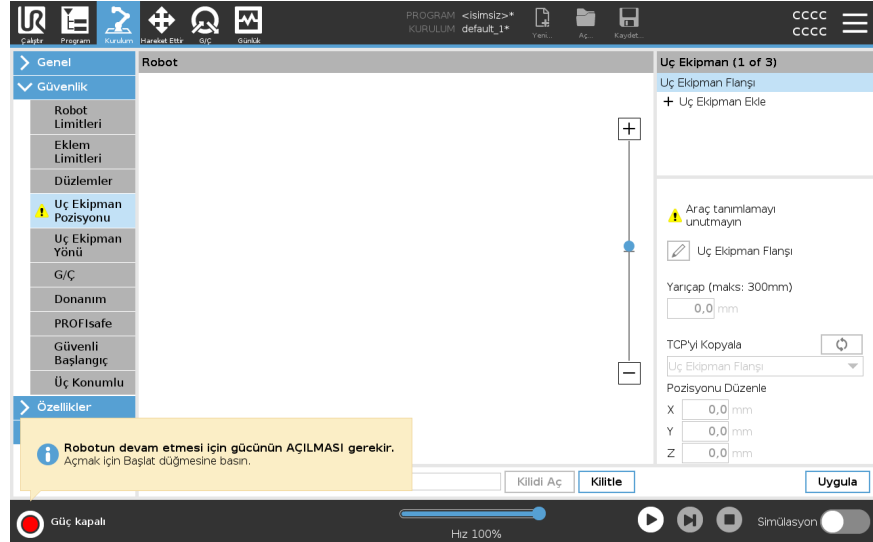 PROGRAM <isimsiz>*
KURULUM default_1*
Çalıştır
Program
Kurulum
Hareket Ettir
G/Ç
Günlük
Yeni...
Aç...
Kaydet...
cccc
cccc
Genel
Güvenlik
Robot
Limitleri
Eklem
Limitleri
Düzlemler
Uç Ekipman
Pozisyonu
Uç Ekipman
Yönü
G/Ç
Donanım
PROFIsafe
Güvenli
Başlangıç
Üç Konumlu
Özellikler
Robot
Uç Ekipman (1 of 3)
Uç Ekipman Flanşı
+ Uç Ekipman Ekle
Araç tanımlamayı
unutmayın
Uç Ekipman Flanşı
Yarıçap (maks: 300mm)
0,0 mm
TCP'yi Kopyala
Uç Ekipman Flanşı
Pozisyonu Düzenle
X 0,0 mm
Y 0,0 mm
Z 0,0 mm
Robotun devam etmesi için gücünün AÇILMASI gerekir.
Açmak için Başlat düğmesine basın.
Kilidi Aç
Kilitle
Uygula
Güç kapalı
Hız 100%
Simülasyon